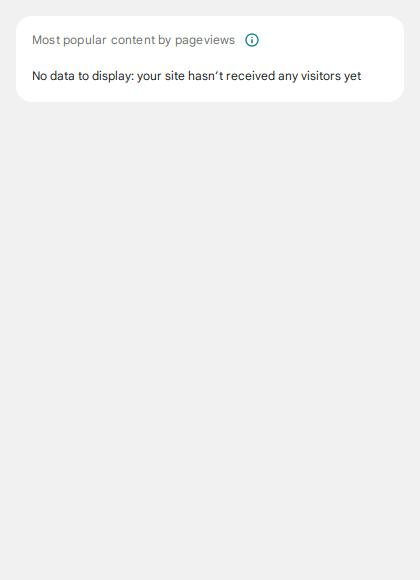 Most popular content by pageviews
No data to display: your site hasn’t received any visitors yet